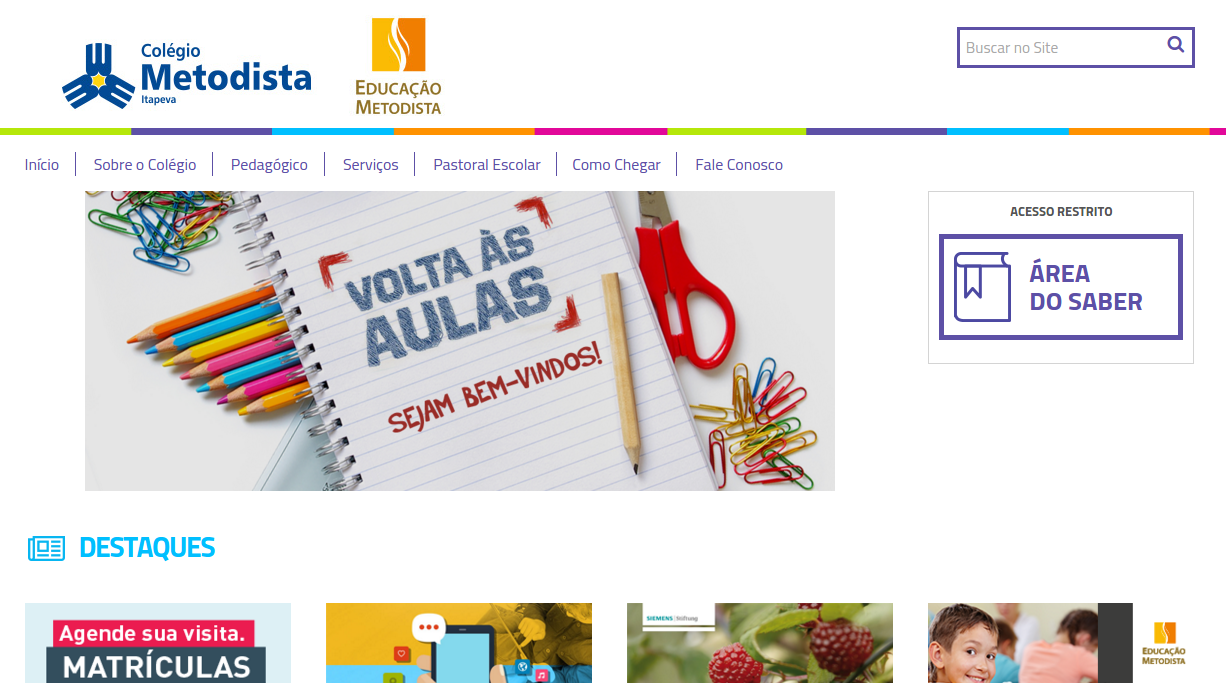 Colégio
Metodista
Itapeva
EDUCAÇÃO
METODISTA
Buscar no Site
Início
Sobre o Colégio
Pedagógico
Serviços
Pastoral Escolar
Como Chegar
Fale Conosco
VOLTA ÀS
AULAS
SEJAM BEM-VINDOS!
ACESSO RESTRITO
ÁREA
DO SABER
DESTAQUES
Agende sua visita.
MATRÍCULAS
SIEMENS | Stiftung
EDUCAÇÃO
METODISTA